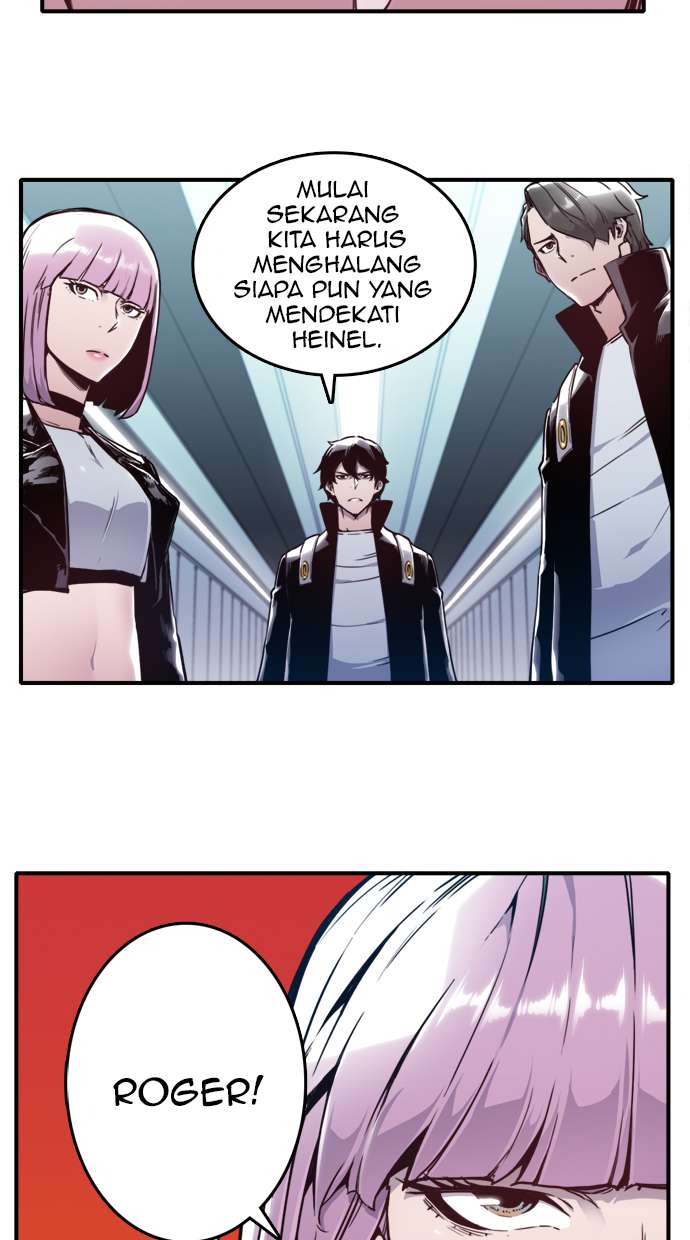 MULAI
SEKARANG
KITA HARUS
MENGHALANG
SIAPA PUN YANG
MENDEKATI
HEINEL.
ROGER!